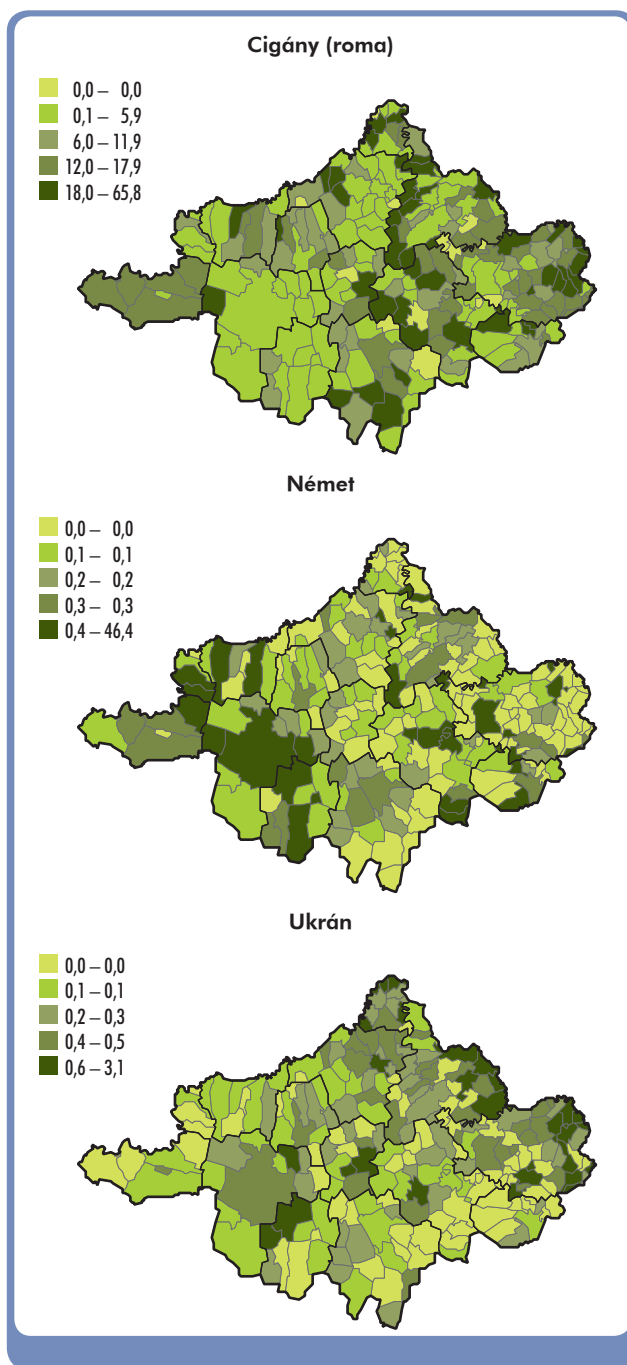 Cigány (roma)
0,0 – 0,0
0,1 – 5,9
6,0 – 11,9
12,0 – 17,9
18,0 – 65,8
Német
0,0 – 0,0
0,1 – 0,1
0,2 – 0,2
0,3 – 0,3
0,4 – 46,4
Ukrán
0,0 – 0,0
0,1 – 0,1
0,2 – 0,3
0,4 – 0,5
0,6 – 3,1